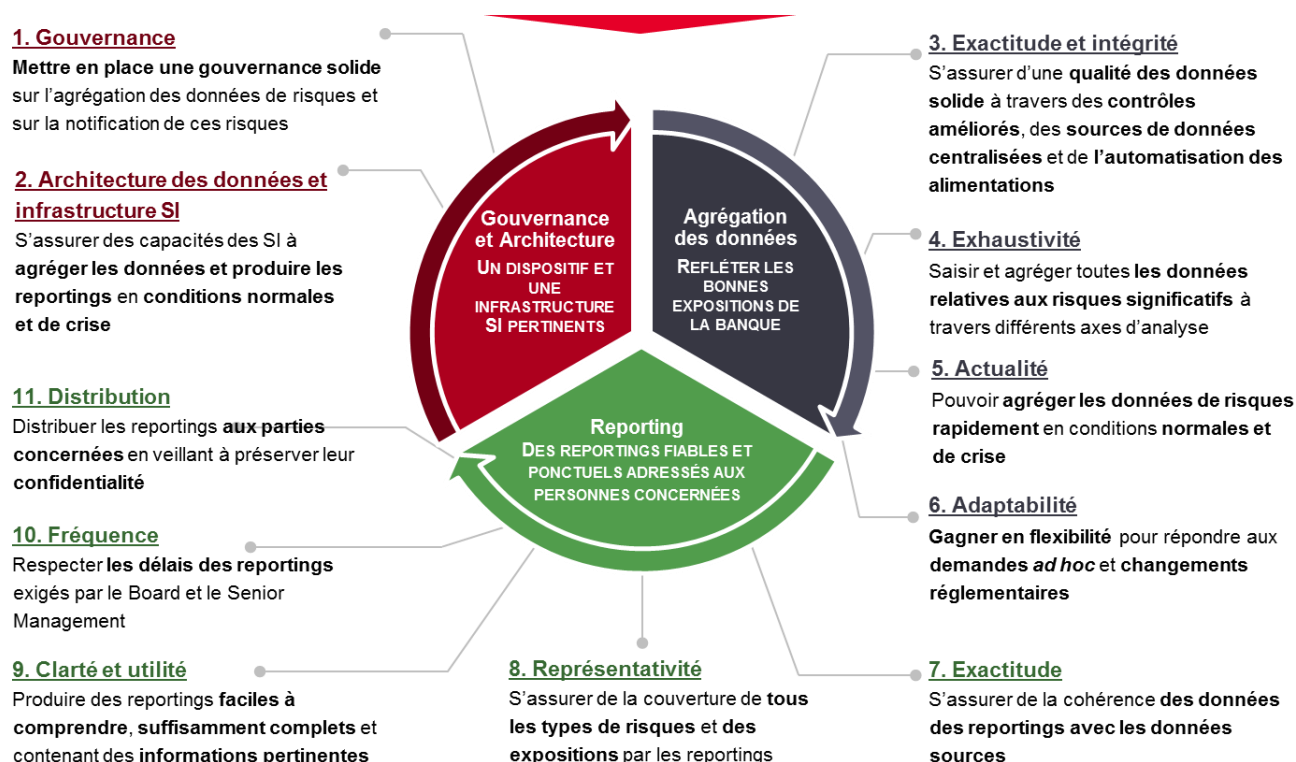 1. Gouvernance
Mettre en place une gouvernance solide
sur l’agrégation des données de risques et
sur la notification de ces risques
2. Architecture des données et
infrastructure SI
S’assurer des capacités des SI à
agréger les données et produire les
reportings en conditions normales
et de crise
11. Distribution
Distribuer les reportings aux parties
concernées en veillant à préserver leur
confidentialité
10. Fréquence
Respecter les délais des reportings
exigés par le Board et le Senior
Management
9. Clarté et utilité
Produire des reportings faciles à
comprendre, suffisamment complets et
contenant des informations pertinentes
Gouvernance
et Architecture
UN DISPOSITIF ET
UNE
INFRASTRUCTURE
SI PERTINENTS
Agrégation
des données
REFLÉTER LES
BONNES
EXPOSITIONS DE
LA BANQUE
Reporting
DES REPORTINGS FIABLES ET
PONCTUELS ADRESSÉS AUX
PERSONNES CONCERNÉES
8. Représentativité
S’assurer de la couverture de tous
les types de risques et des
expositions par les reportings
3. Exactitude et intégrité
S’assurer d’une qualité des données
solide à travers des contrôles
améliorés, des sources de données
centralisées et de l’automatisation des
alimentations
4. Exhaustivité
Saisir et agréger toutes les données
relatives aux risques significatifs à
travers différents axes d’analyse
5. Actualité
Pouvoir agréger les données de risques
rapidement en conditions normales et
de crise
6. Adaptabilité
Gagner en flexibilité pour répondre aux
demandes ad hoc et changements
réglementaires
7. Exactitude
S’assurer de la cohérence des données
des reportings avec les données
sources